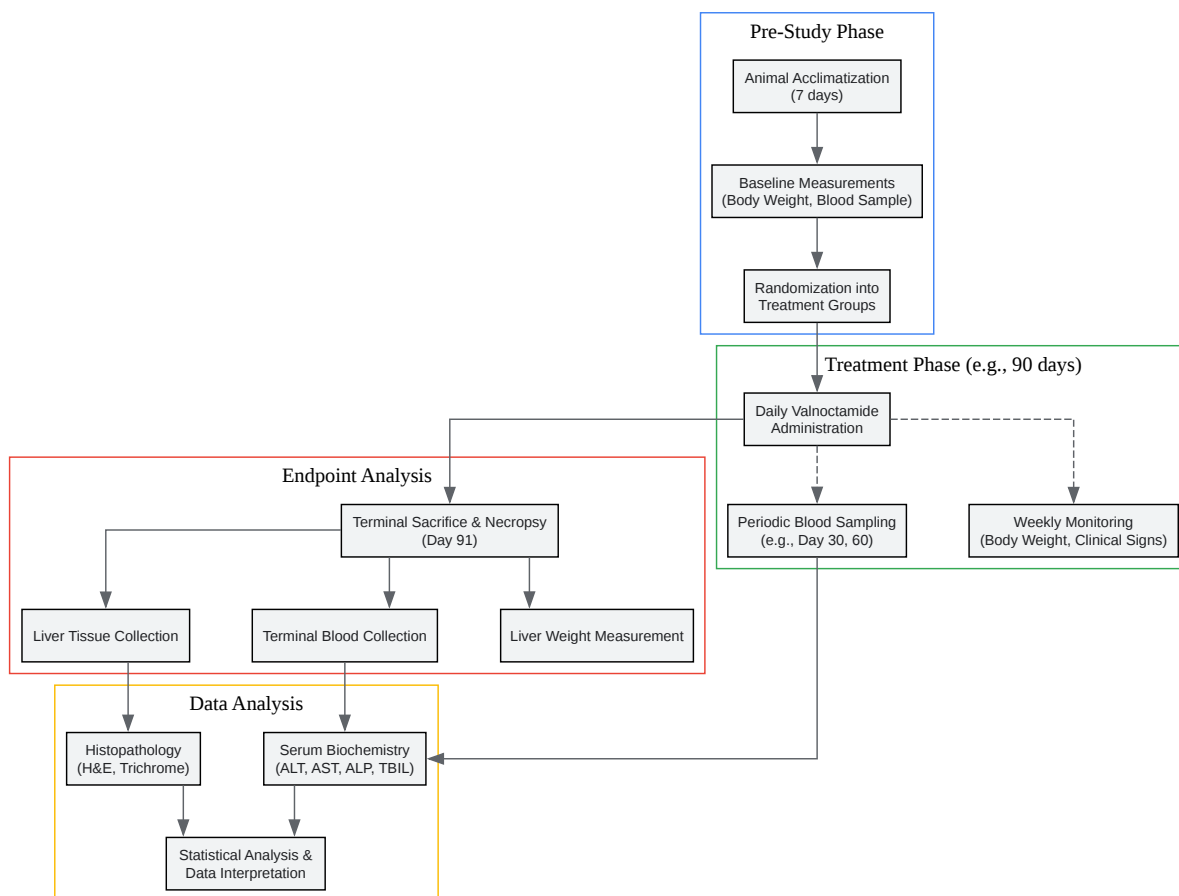 Pre-Study Phase
Animal Acclimatization
(7 days)
Baseline Measurements
(Body Weight, Blood Sample)
Randomization into
Treatment Groups
Treatment Phase (e.g., 90 days)
Daily Valnoctamide
Administration
Periodic Blood Sampling
(e.g., Day 30, 60)
Weekly Monitoring
(Body Weight, Clinical Signs)
Endpoint Analysis
Terminal Sacrifice & Necropsy
(Day 91)
Liver Tissue Collection
Terminal Blood Collection
Liver Weight Measurement
Data Analysis
Histopathology
(H&E, Trichrome)
Serum Biochemistry
(ALT, AST, ALP, TBIL)
Statistical Analysis &
Data Interpretation